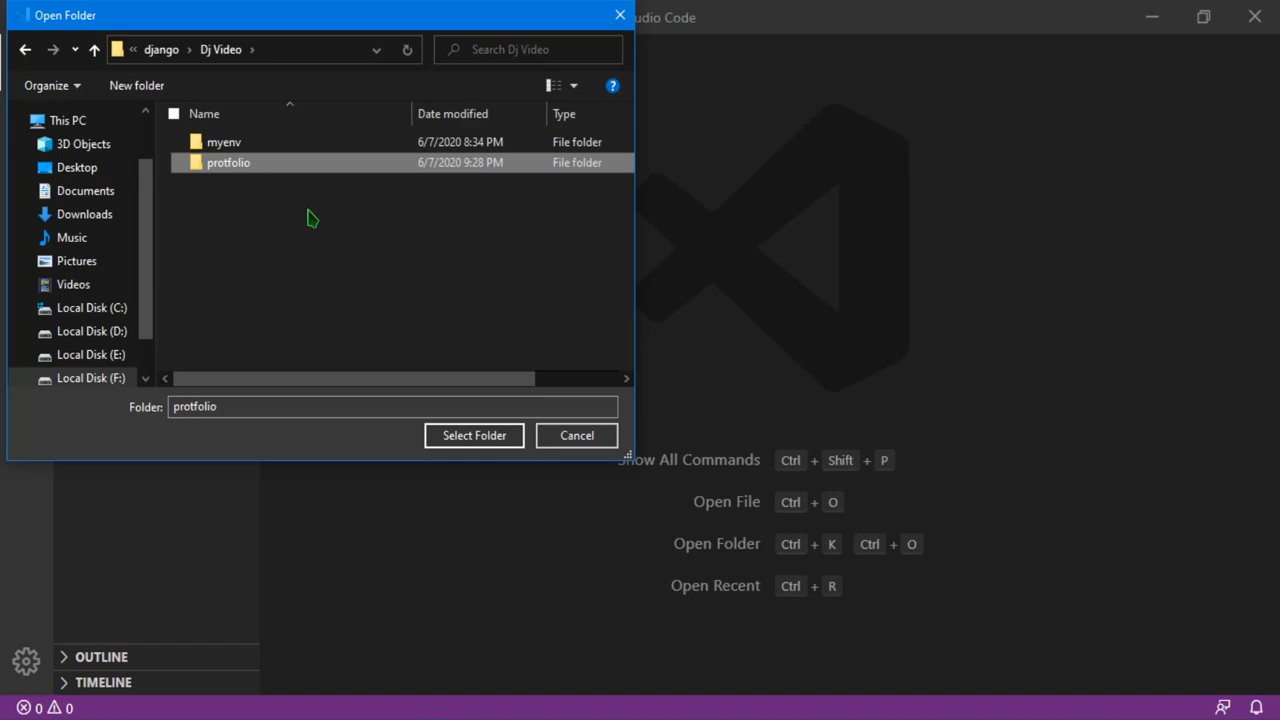 Open Folder
udio Code
django > Dj Video >
Search Dj Video
Organize
New folder
Name
Date modified
Type
This PC
3D Objects
Desktop
Documents
Downloads
Music
Pictures
Videos
Local Disk (C:)
Local Disk (D:)
Local Disk (E:)
Local Disk (F:)
myenv 6/7/2020 8:34 PM File folder
protfolio 6/7/2020 9:28 PM File folder
Folder: protfolio
Select Folder
Cancel
how All Commands Ctrl + Shift + P
Open File Ctrl + O
Open Folder Ctrl + K Ctrl + O
Open Recent Ctrl + R
OUTLINE
TIMELINE
0 0